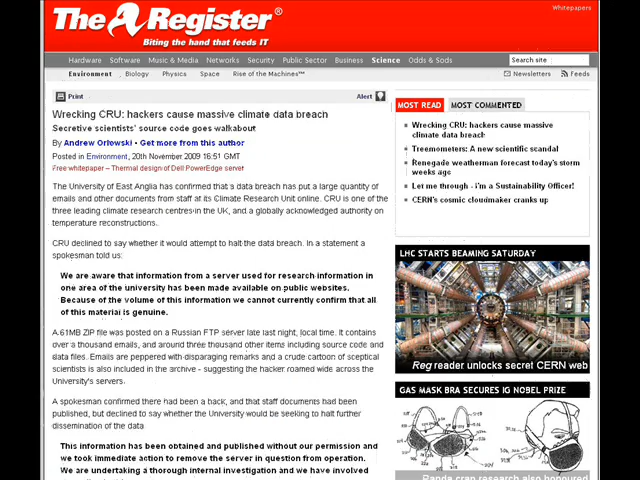 Whitepapers
The Register®
Biting the hand that feeds IT
Hardware Software Music & Media Networks Security Public Sector Business Science Odds & Sods
Search site
Environment Biology Physics Space Rise of the Machines™
Newsletters Feeds
Print
Alert
Wrecking CRU: hackers cause massive climate data breach
Secretive scientists' source code goes walkabout
By Andrew Orlowski • Get more from this author
Posted in Environment, 20th November 2009 16:51 GMT
Free whitepaper – Thermal design of Dell PowerEdge server
The University of East Anglia has confirmed that a data breach has put a large quantity of
emails and other documents from staff at its Climate Research Unit online. CRU is one of the
three leading climate research centres in the UK, and a globally acknowledged authority on
temperature reconstructions.
CRU declined to say whether it would attempt to halt the data breach. In a statement a
spokesman told us:
We are aware that information from a server used for research information in
one area of the university has been made available on public websites.
Because of the volume of this information we cannot currently confirm that all
of this material is genuine.
A 61MB ZIP file was posted on a Russian FTP server late last night, local time. It contains
over a thousand emails, and around three thousand other items including source code and
data files. Emails are peppered with disparaging remarks and a crude cartoon of sceptical
scientists is also included in the archive - suggesting the hacker roamed wide across the
University's servers.
A spokesman confirmed there had been a hack, and that staff documents had been
published, but declined to say whether the University would be seeking to halt further
dissemination of the data
This information has been obtained and published without our permission and
we took immediate action to remove the server in question from operation.
We are undertaking a thorough internal investigation and we have involved
MOST READ
MOST COMMENTED
Wrecking CRU: hackers cause massive
climate data breach
Treemometers: A new scientific scandal
Renegade weatherman forecast today's storm
weeks ago
Let me through - i'm a Sustainability Officer!
CERN's cosmic cloudmaker cranks up
LHC STARTS BEAMING SATURDAY
Reg reader unlocks secret CERN web
GAS MASK BRA SECURES IG NOBEL PRIZE
Panda crap research also honoured